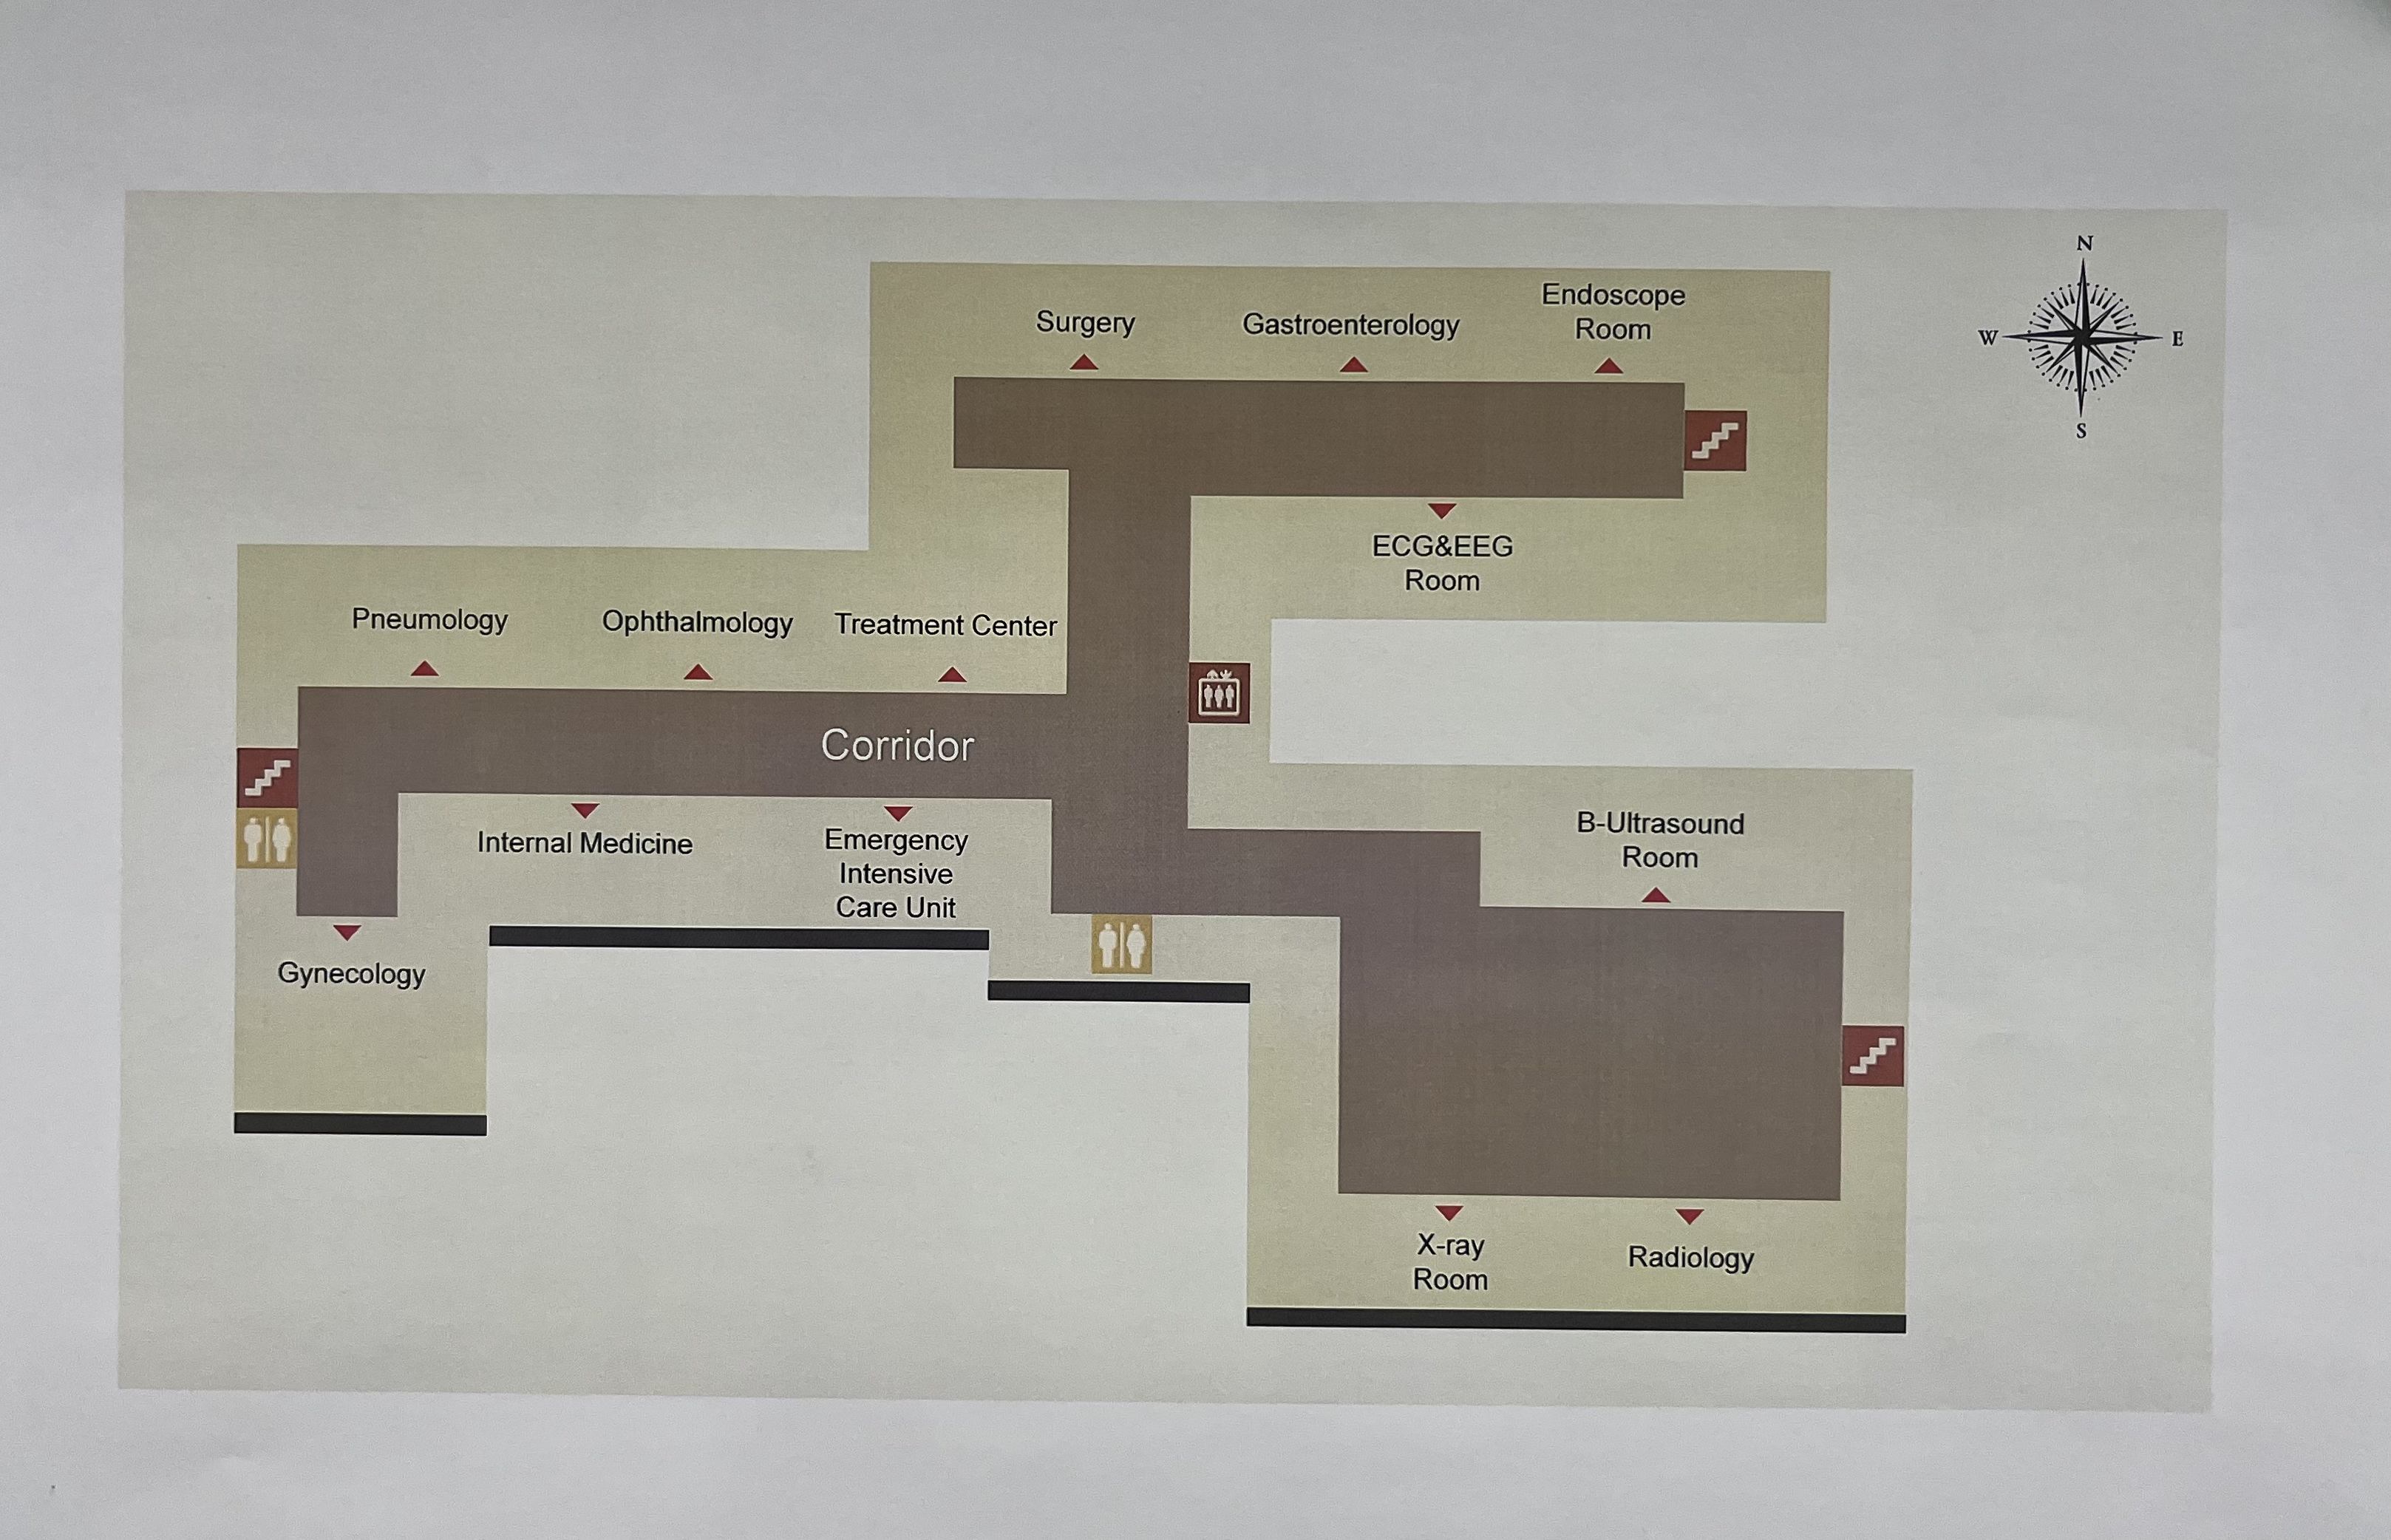 N
W
E
S
Surgery
Gastroenterology
Endoscope
Room
ECG&EEG
Room
Pneumology
Ophthalmology
Treatment Center
Corridor
Internal Medicine
Emergency
Intensive
Care Unit
B-Ultrasound
Room
Gynecology
X-ray
Room
Radiology